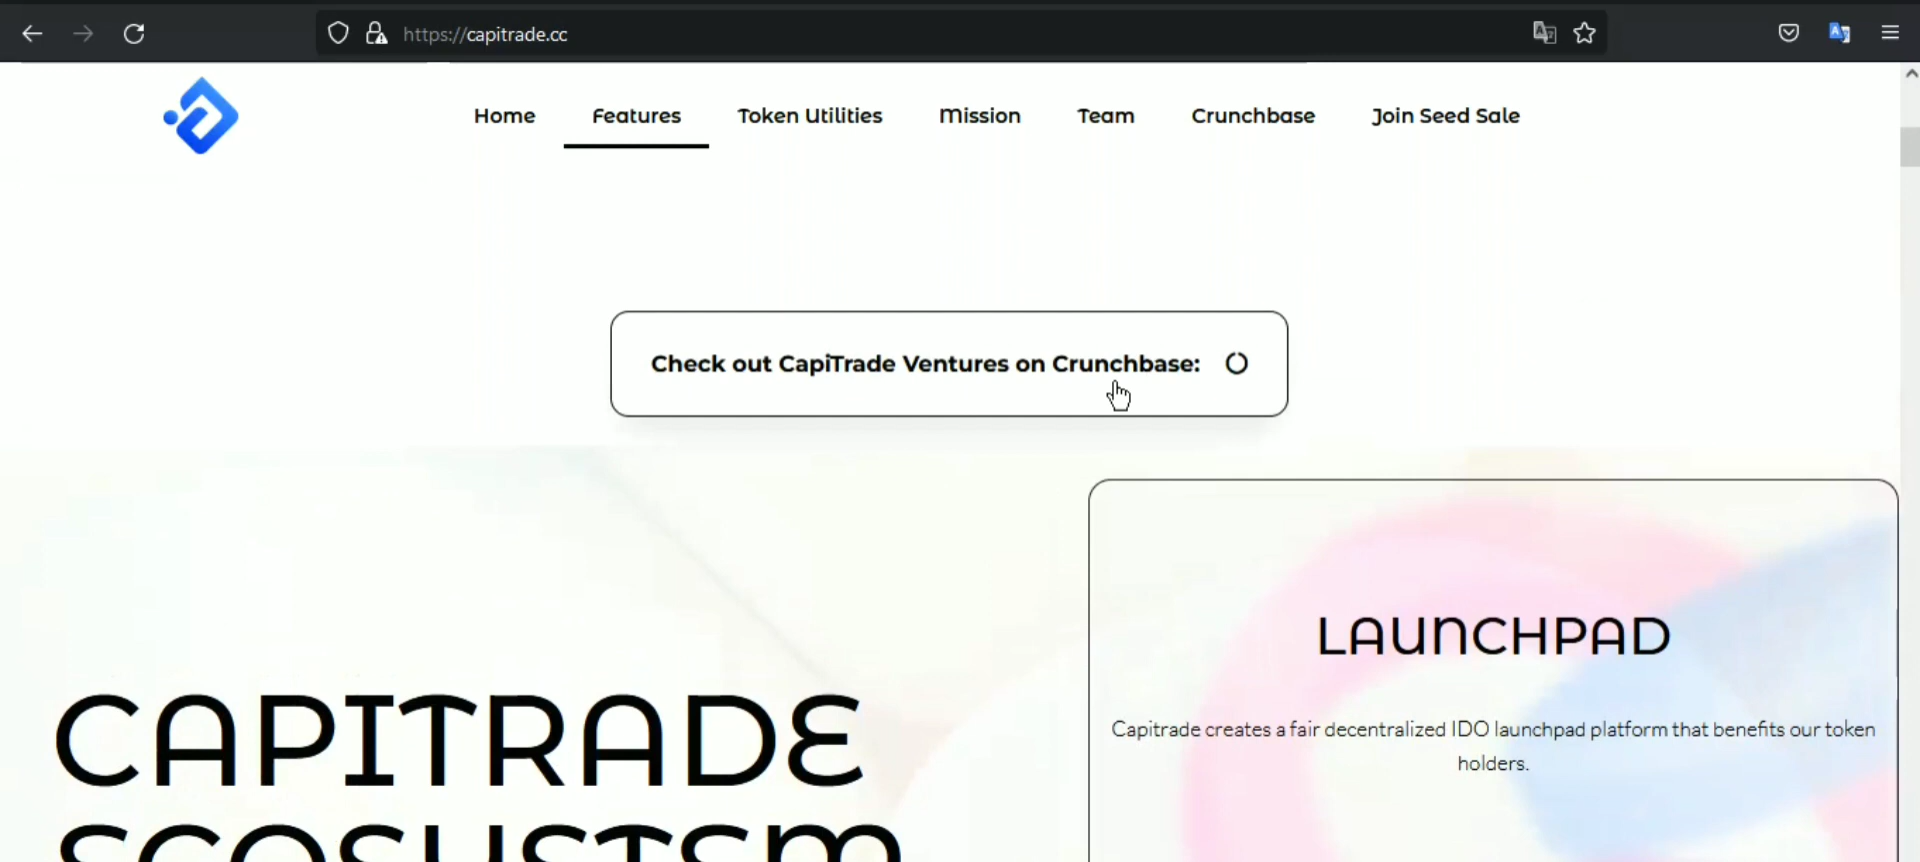 https://capitrade.cc
Home Features Token Utilities Mission Team Crunchbase Join Seed Sale
Check out CapiTrade Ventures on Crunchbase:
LAUNCHPAD
Capitrade creates a fair decentralized IDO launchpad platform that benefits our token
holders.
CAPITRADE
ECOSYSTEM